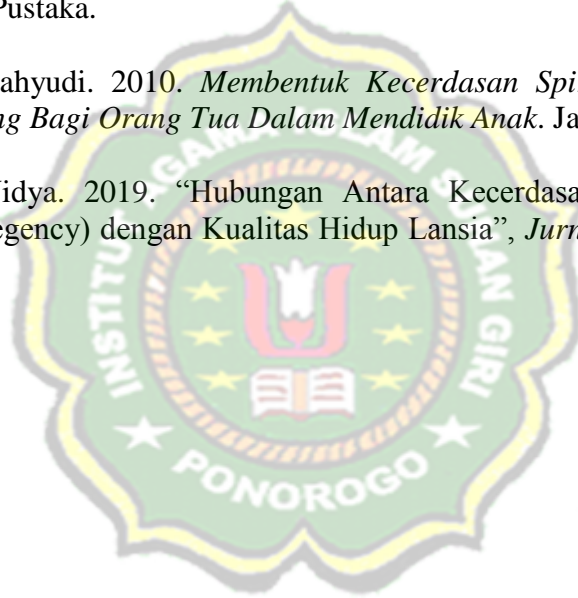 Pustaka.
ahyudi. 2010. Membentuk Kecerdasan Spi
ng Bagi Orang Tua Dalam Mendidik Anak. Ja
idya. 2019. “Hubungan Antara Kecerdasa
egency) dengan Kualitas Hidup Lansia”, Jurn
INSTITUT AGAMA ISLAM SUNAN GIRI
PONOROGO